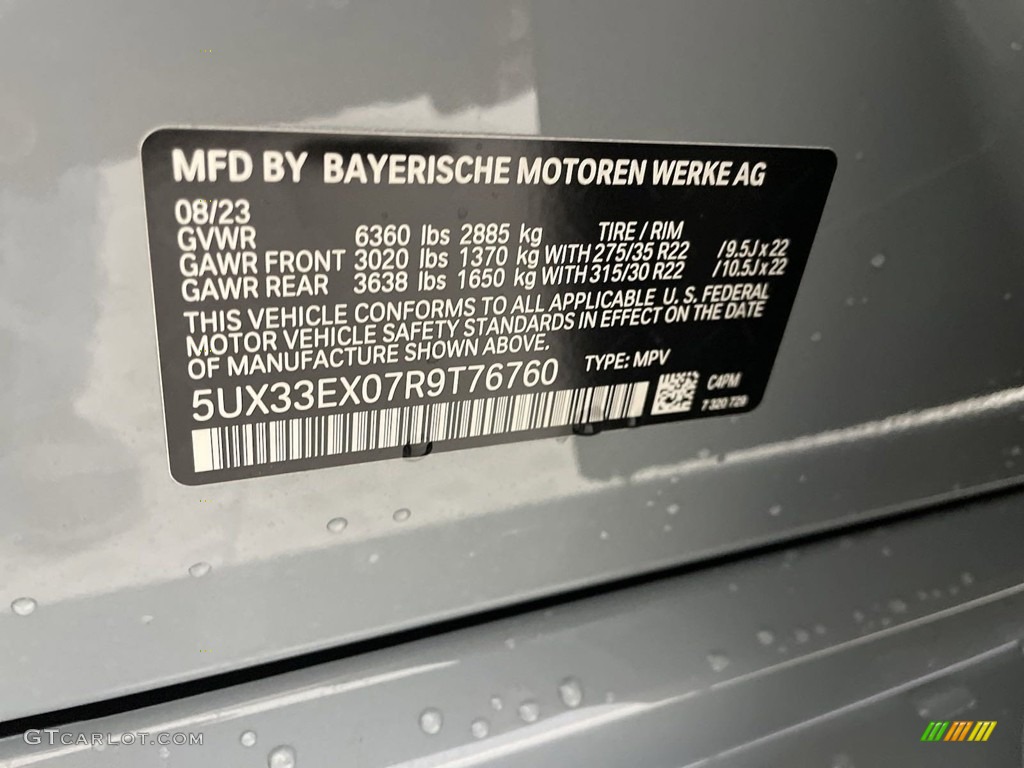 MFD BY BAYERISCHE MOTOREN WERKE AG
08/23
GVWR 6360 lbs 2885 kg TIRE / RIM
GAWR FRONT 3020 lbs 1370 kg WITH 275/35 R22 /9.5J x 22
GAWR REAR 3638 lbs 1650 kg WITH 315/30 R22 /10.5J x 22
THIS VEHICLE CONFORMS TO ALL APPLICABLE U. S. FEDERAL
MOTOR VEHICLE SAFETY STANDARDS IN EFFECT ON THE DATE
OF MANUFACTURE SHOWN ABOVE.
5UX33EX07R9T76760 TYPE: MPV
C4PM
7 320 729
GTCARLOT.COM